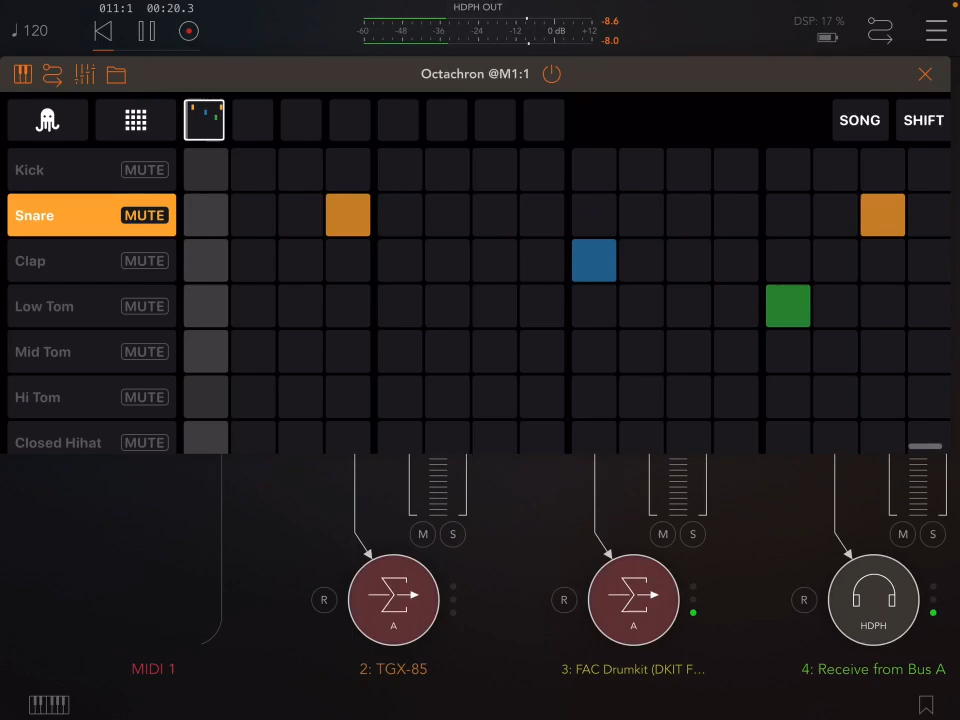 011:1 00:20.3
HDPH OUT
120
-60 -48 -36 -24 -12 0 dB +12
-8.6
-8.0
DSP: 17 %
Octachron @M1:1
SONG SHIFT
Kick MUTE
Snare MUTE
Clap MUTE
Low Tom MUTE
Mid Tom MUTE
Hi Tom MUTE
Closed Hihat MUTE
M S M S M S
R A R A R HDPH
MIDI 1 2: TGX-85 3: FAC Drumkit (DKIT F… 4: Receive from Bus A